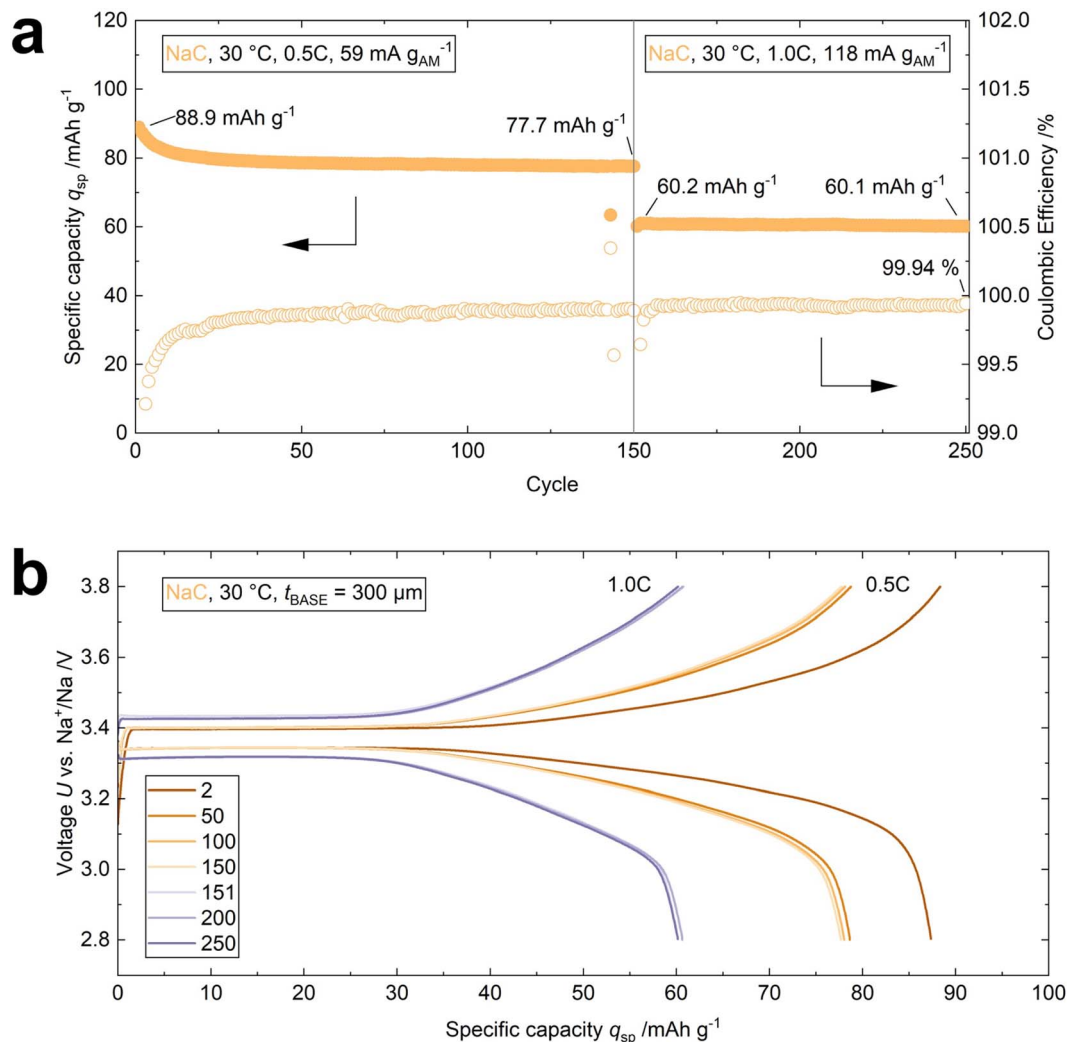 a
NaC, 30 °C, 0.5C, 59 mA g_AM⁻¹
NaC, 30 °C, 1.0C, 118 mA g_AM⁻¹
88.9 mAh g⁻¹
77.7 mAh g⁻¹
60.2 mAh g⁻¹
60.1 mAh g⁻¹
99.94 %
Specific capacity q_sp /mAh g⁻¹
120
100
80
60
40
20
0
Coulombic Efficiency /%
102.0
101.5
101.0
100.5
100.0
99.5
99.0
0
50
100
150
200
250
Cycle
b
NaC, 30 °C, t_BASE = 300 µm
1.0C
0.5C
Voltage U vs. Na⁺/Na /V
3.8
3.6
3.4
3.2
3.0
2.8
2
50
100
150
151
200
250
0
10
20
30
40
50
60
70
80
90
100
Specific capacity q_sp /mAh g⁻¹